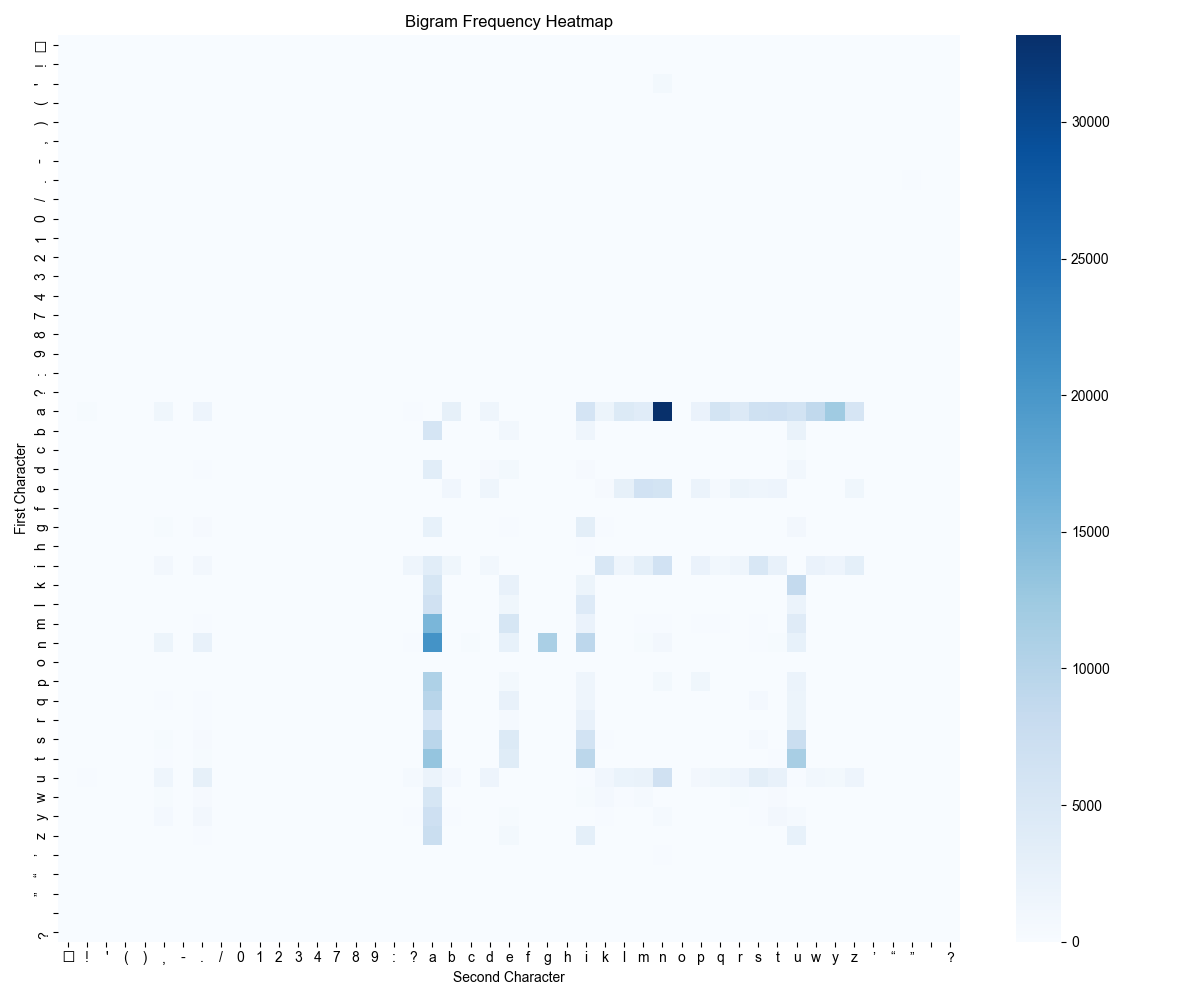 Bigram Frequency Heatmap
First Character
□ ! ' ( ) , - . / 0 1 2 3 4 7 8 9 : ? a b c d e f g h i k l m n o p q r s t u w y z ’ “ ” ?
30000
25000
20000
15000
10000
5000
0
□ ! ' ( ) , - . / 0 1 2 3 4 7 8 9 : ? a b c d e f g h i k l m n o p q r s t u w y z ’ “ ” ?
Second Character